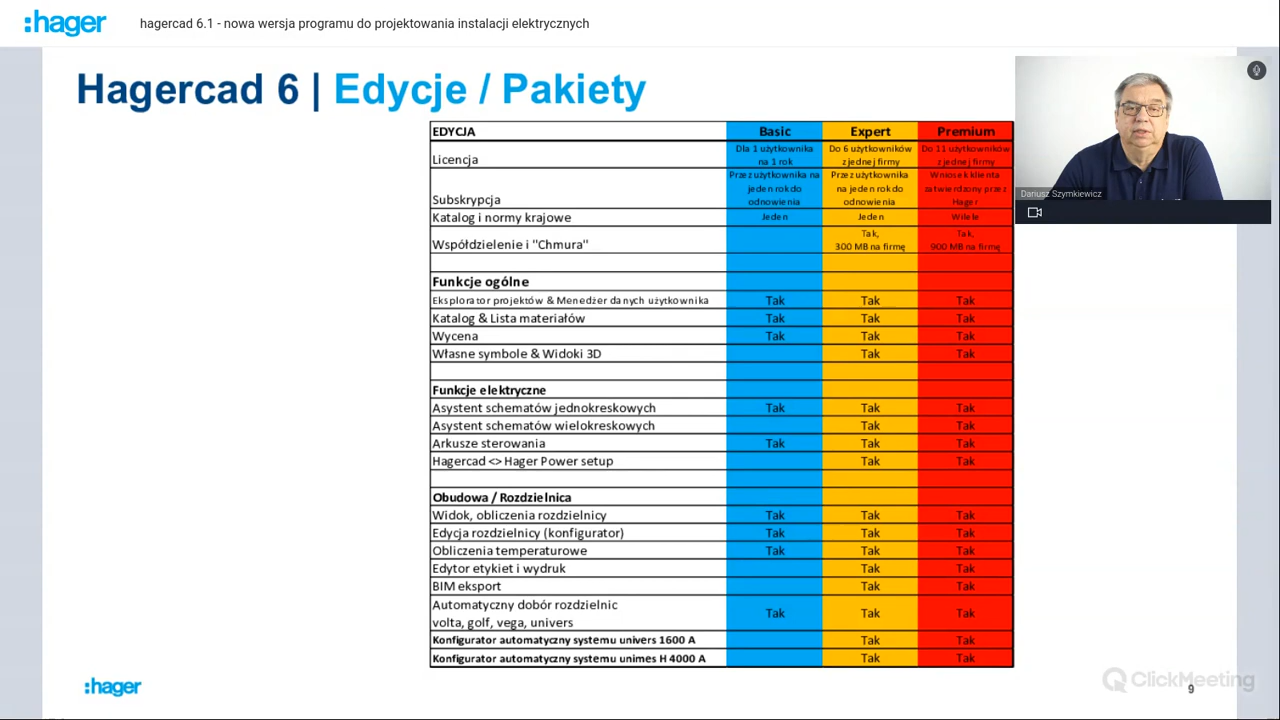 :hager
hagercad 6.1 - nowa wersja programu do projektowania instalacji elektrycznych
Hagercad 6 | Edycje / Pakiety
EDYCJA Basic Expert Premium
Licencja Dla 1 użytkownika na 1 rok Do 6 użytkowników z jednej firmy Do 11 użytkowników z jednej firmy
Subskrypcja Przez użytkownika na jeden rok do odnowienia Przez użytkownika na jeden rok do odnowienia Wniosek klienta zatwierdzony przez Hager
Katalog i normy krajowe Jeden Jeden Wilele
Współdzielenie i "Chmura" Tak, 300 MB na firmę Tak, 900 MB na firmę
Funkcje ogólne
Eksplorator projektów & Menedżer danych użytkownika Tak Tak Tak
Katalog & Lista materiałów Tak Tak Tak
Wycena Tak Tak Tak
Własne symbole & Widoki 3D Tak Tak
Funkcje elektryczne
Asystent schematów jednokreskowych Tak Tak Tak
Asystent schematów wielokreskowych Tak Tak
Arkusze sterowania Tak Tak Tak
Hagercad <> Hager Power setup Tak Tak
Obudowa / Rozdzielnica
Widok, obliczenia rozdzielnicy Tak Tak Tak
Edycja rozdzielnicy (konfigurator) Tak Tak Tak
Obliczenia temperaturowe Tak Tak Tak
Edytor etykiet i wydruk Tak Tak
BIM eksport Tak Tak
Automatyczny dobór rozdzielnic
volta, golf, vega, univers Tak Tak Tak
Konfigurator automatyczny systemu univers 1600 A Tak Tak
Konfigurator automatyczny systemu unimes H 4000 A Tak Tak
Dariusz Szymkiewicz
:hager
ClickMeeting
9